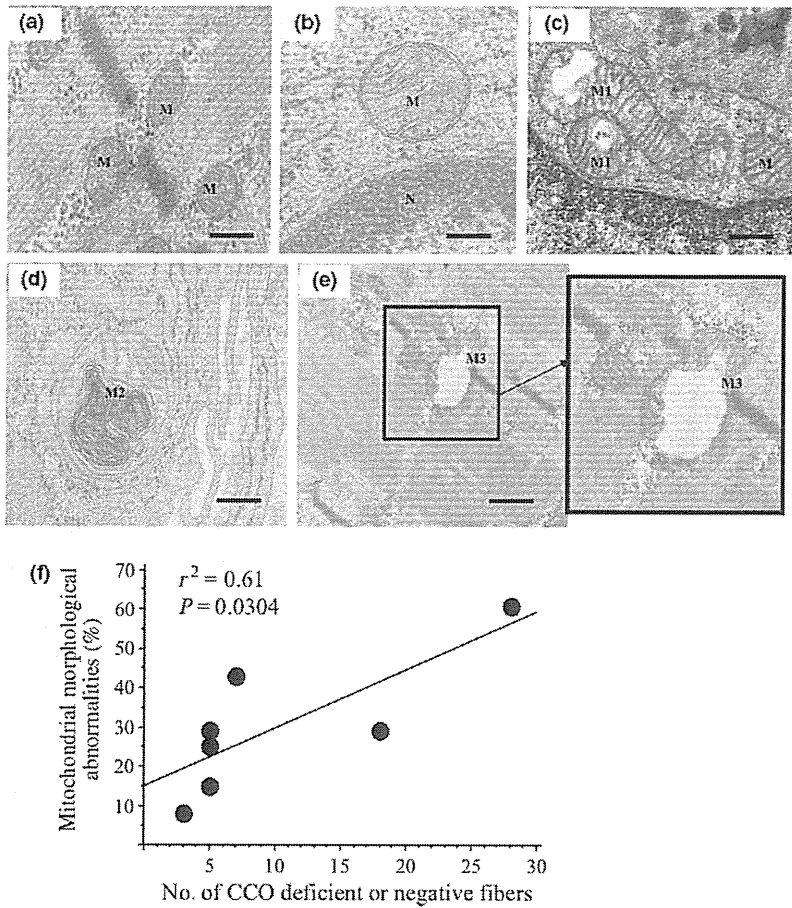 (a)
M
M
M
(b)
M
N
(c)
M1
M1
M
(d)
M2
(e)
M3
M3
(f)
r² = 0.61
P = 0.0304
Mitochondrial morphological
abnormalities (%)
70
60
50
40
30
20
10
5
10
15
20
25
30
No. of CCO deficient or negative fibers